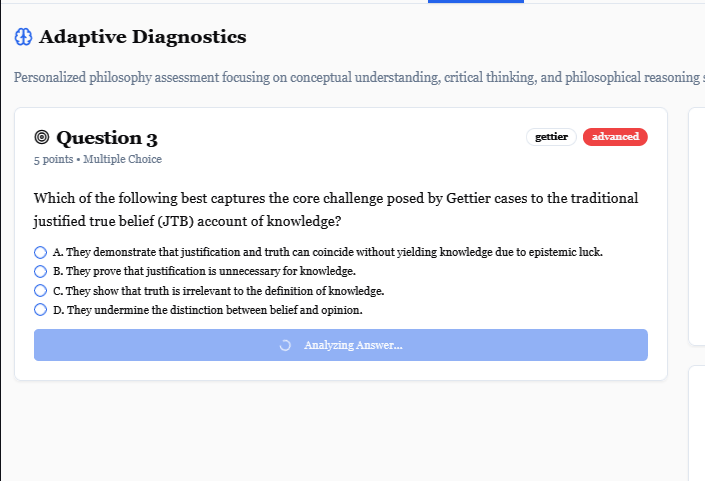 Adaptive Diagnostics
Personalized philosophy assessment focusing on conceptual understanding, critical thinking, and philosophical reasoning
Question 3
gettier
advanced
5 points • Multiple Choice
Which of the following best captures the core challenge posed by Gettier cases to the traditional
justified true belief (JTB) account of knowledge?
A. They demonstrate that justification and truth can coincide without yielding knowledge due to epistemic luck.
B. They prove that justification is unnecessary for knowledge.
C. They show that truth is irrelevant to the definition of knowledge.
D. They undermine the distinction between belief and opinion.
Analyzing Answer...